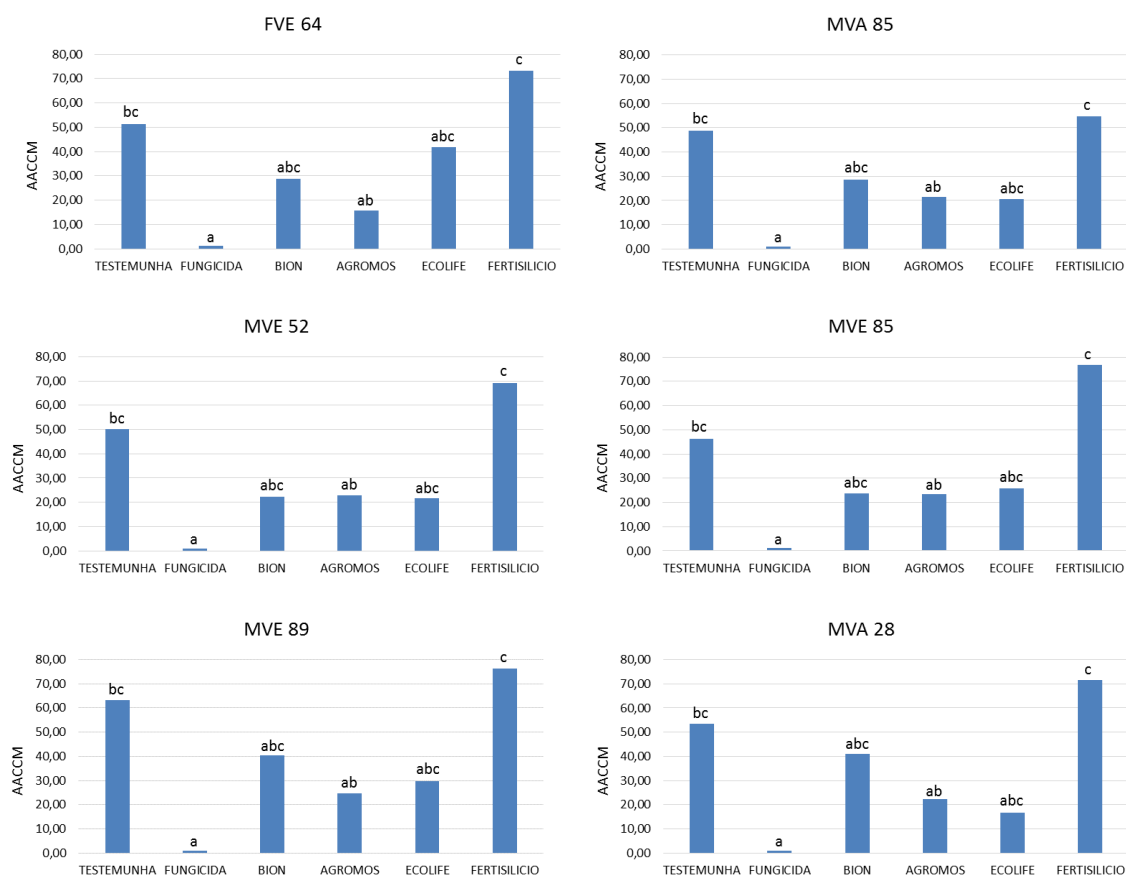 FVE 64
80,00
70,00
60,00
50,00
40,00
30,00
20,00
10,00
0,00
AACCM
bc
a
abc
ab
abc
c
TESTEMUNHA FUNGICIDA BION AGROMOS ECOLIFE FERTISILICIO
MVA 85
80,00
70,00
60,00
50,00
40,00
30,00
20,00
10,00
0,00
AACCM
bc
a
abc
ab
abc
c
TESTEMUNHA FUNGICIDA BION AGROMOS ECOLIFE FERTISILICIO
MVE 52
80,00
70,00
60,00
50,00
40,00
30,00
20,00
10,00
0,00
AACCM
bc
a
abc
ab
abc
c
TESTEMUNHA FUNGICIDA BION AGROMOS ECOLIFE FERTISILICIO
MVE 85
80,00
70,00
60,00
50,00
40,00
30,00
20,00
10,00
0,00
AACCM
bc
a
abc
ab
abc
c
TESTEMUNHA FUNGICIDA BION AGROMOS ECOLIFE FERTISILICIO
MVE 89
80,00
70,00
60,00
50,00
40,00
30,00
20,00
10,00
0,00
AACCM
bc
a
abc
ab
abc
c
TESTEMUNHA FUNGICIDA BION AGROMOS ECOLIFE FERTISILICIO
MVA 28
80,00
70,00
60,00
50,00
40,00
30,00
20,00
10,00
0,00
AACCM
bc
a
abc
ab
abc
c
TESTEMUNHA FUNGICIDA BION AGROMOS ECOLIFE FERTISILICIO